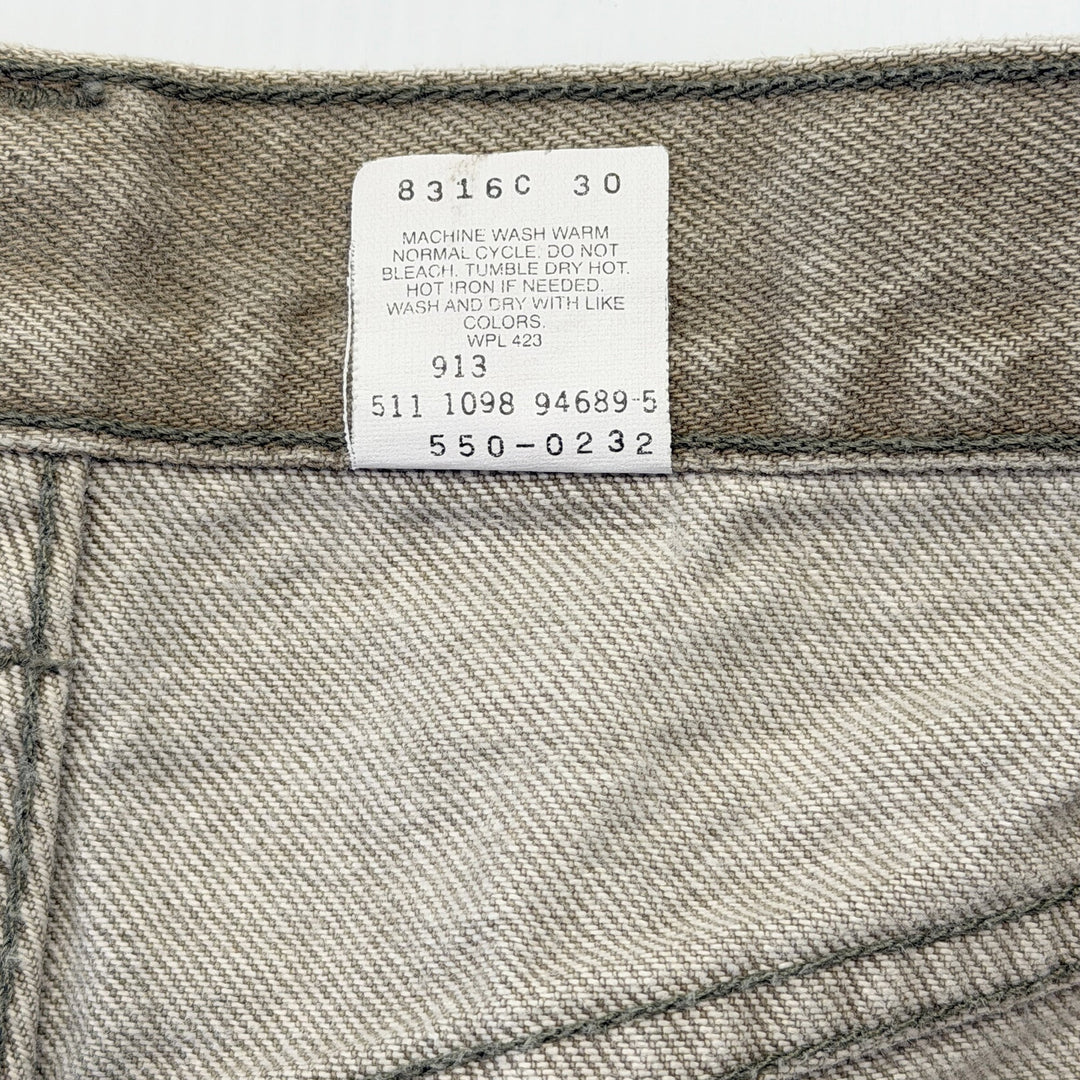 8316C 30
MACHINE WASH WARM
NORMAL CYCLE. DO NOT
BLEACH. TUMBLE DRY HOT.
HOT IRON IF NEEDED.
WASH AND DRY WITH LIKE
COLORS.
WPL 423
913
511 1098 94689-5
550-0232